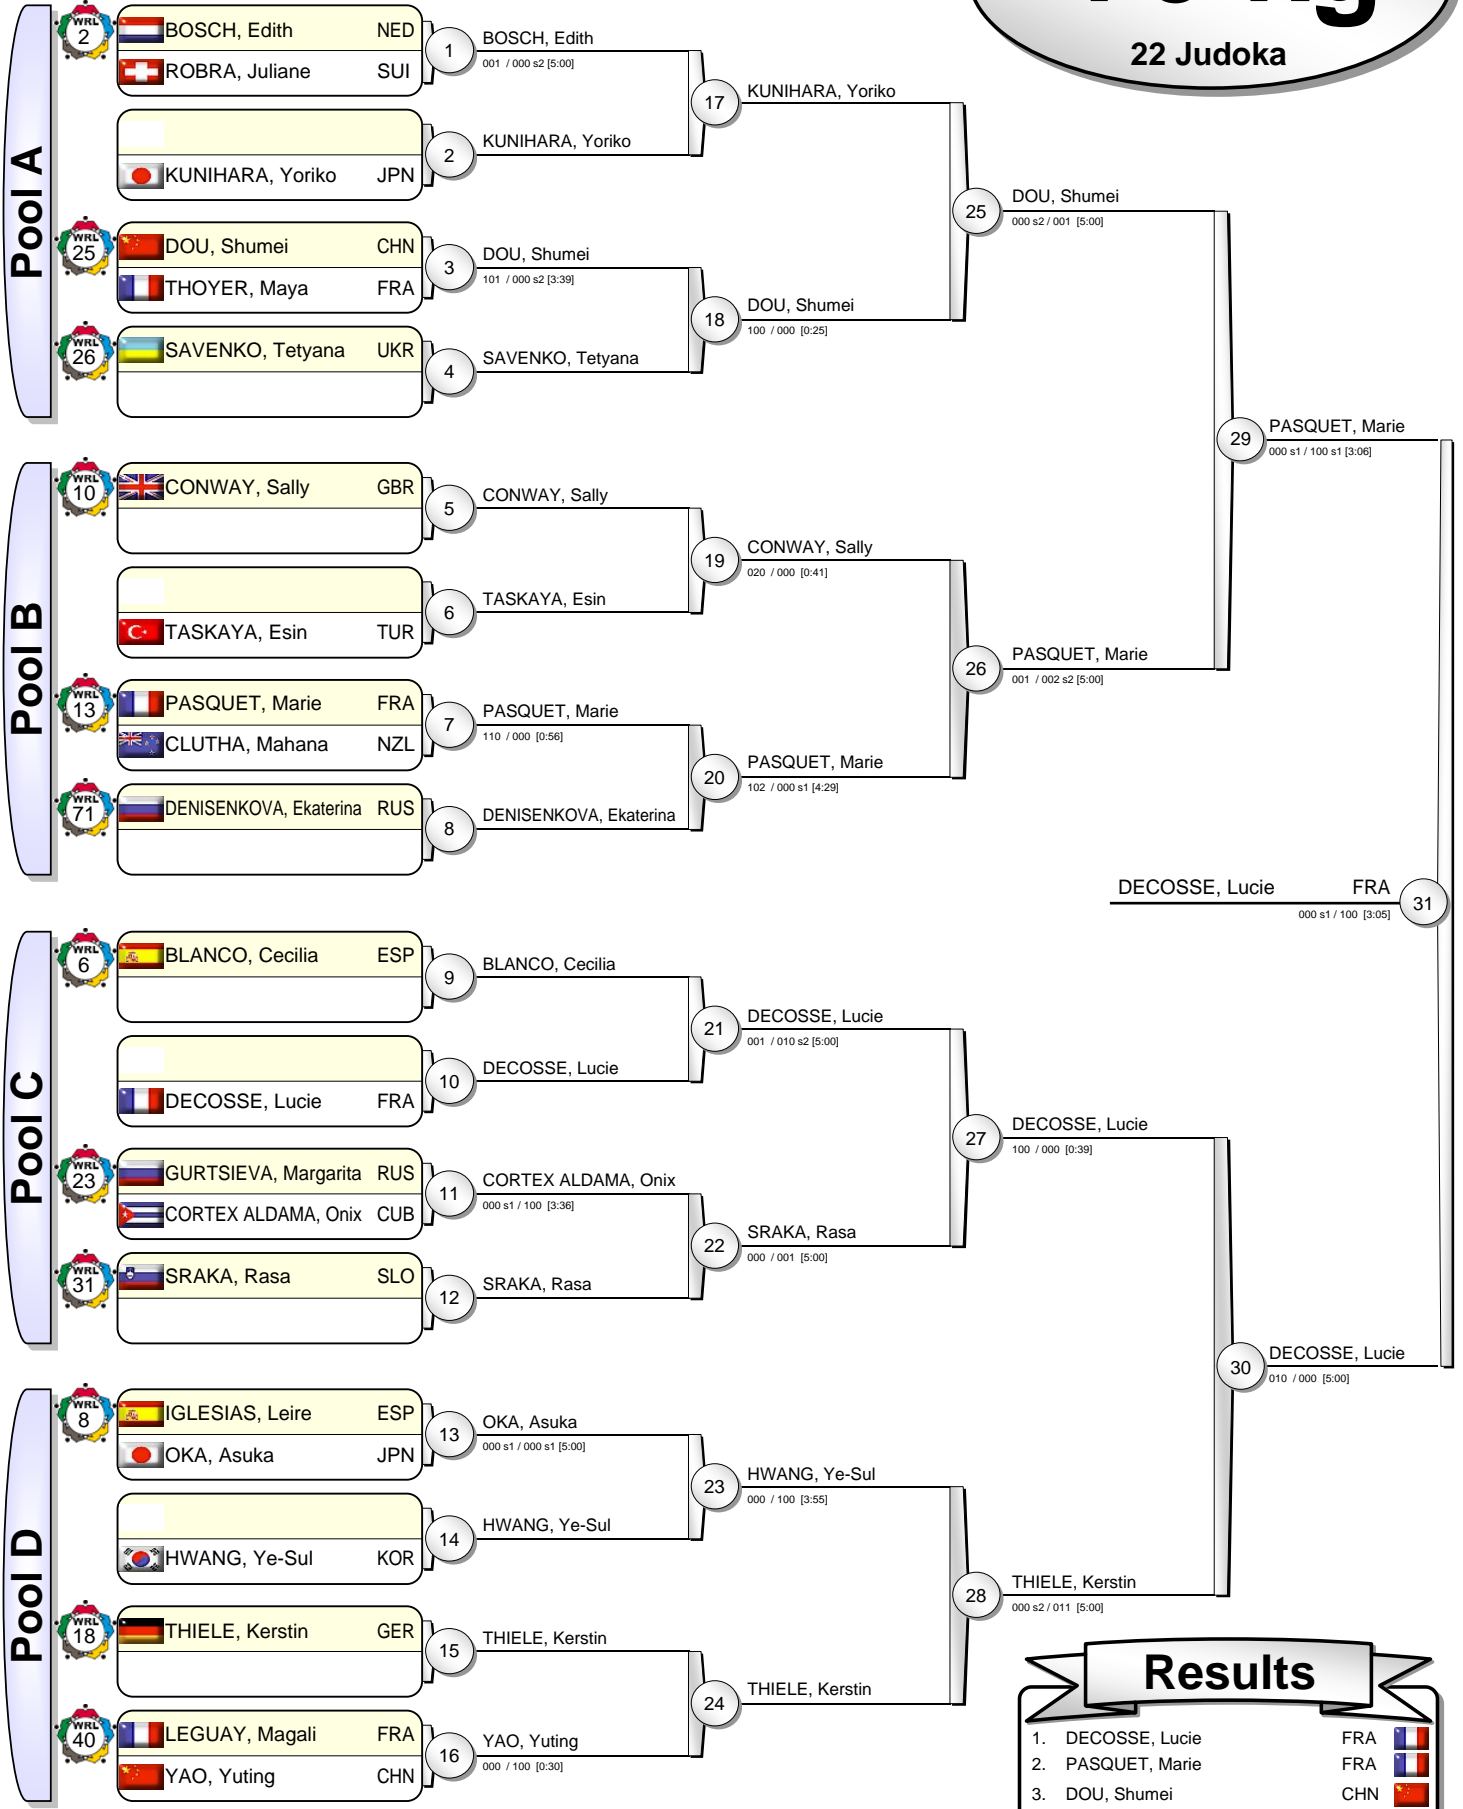 22 Judoka
Pool A
WRL 2
BOSCH, Edith NED
ROBRA, Juliane SUI
KUNIHARA, Yoriko JPN
WRL 25
DOU, Shumei CHN
THOYER, Maya FRA
WRL 26
SAVENKO, Tetyana UKR
1
BOSCH, Edith
001 / 000 s2 [5:00]
2
KUNIHARA, Yoriko
3
DOU, Shumei
101 / 000 s2 [3:39]
4
SAVENKO, Tetyana
17
KUNIHARA, Yoriko
18
DOU, Shumei
100 / 000 [0:25]
25
DOU, Shumei
000 s2 / 001 [5:00]
Pool B
WRL 10
CONWAY, Sally GBR
TASKAYA, Esin TUR
WRL 13
PASQUET, Marie FRA
CLUTHA, Mahana NZL
WRL 71
DENISENKOVA, Ekaterina RUS
5
CONWAY, Sally
6
TASKAYA, Esin
7
PASQUET, Marie
110 / 000 [0:56]
8
DENISENKOVA, Ekaterina
19
CONWAY, Sally
020 / 000 [0:41]
20
PASQUET, Marie
102 / 000 s1 [4:29]
26
PASQUET, Marie
001 / 002 s2 [5:00]
29
PASQUET, Marie
000 s1 / 100 s1 [3:06]
DECOSSE, Lucie FRA
000 s1 / 100 [3:05]
31
Pool C
WRL 6
BLANCO, Cecilia ESP
DECOSSE, Lucie FRA
WRL 23
GURTSIEVA, Margarita RUS
CORTEX ALDAMA, Onix CUB
WRL 31
SRAKA, Rasa SLO
9
BLANCO, Cecilia
10
DECOSSE, Lucie
11
CORTEX ALDAMA, Onix
000 s1 / 100 [3:36]
12
SRAKA, Rasa
21
DECOSSE, Lucie
001 / 010 s2 [5:00]
22
SRAKA, Rasa
000 / 001 [5:00]
27
DECOSSE, Lucie
100 / 000 [0:39]
Pool D
WRL 8
IGLESIAS, Leire ESP
OKA, Asuka JPN
HWANG, Ye-Sul KOR
WRL 18
THIELE, Kerstin GER
WRL 40
LEGUAY, Magali FRA
YAO, Yuting CHN
13
OKA, Asuka
000 s1 / 000 s1 [5:00]
14
HWANG, Ye-Sul
15
THIELE, Kerstin
16
YAO, Yuting
000 / 100 [0:30]
23
HWANG, Ye-Sul
000 / 100 [3:55]
24
THIELE, Kerstin
28
THIELE, Kerstin
000 s2 / 011 [5:00]
30
DECOSSE, Lucie
010 / 000 [5:00]
Results
1. DECOSSE, Lucie FRA
2. PASQUET, Marie FRA
3. DOU, Shumei CHN